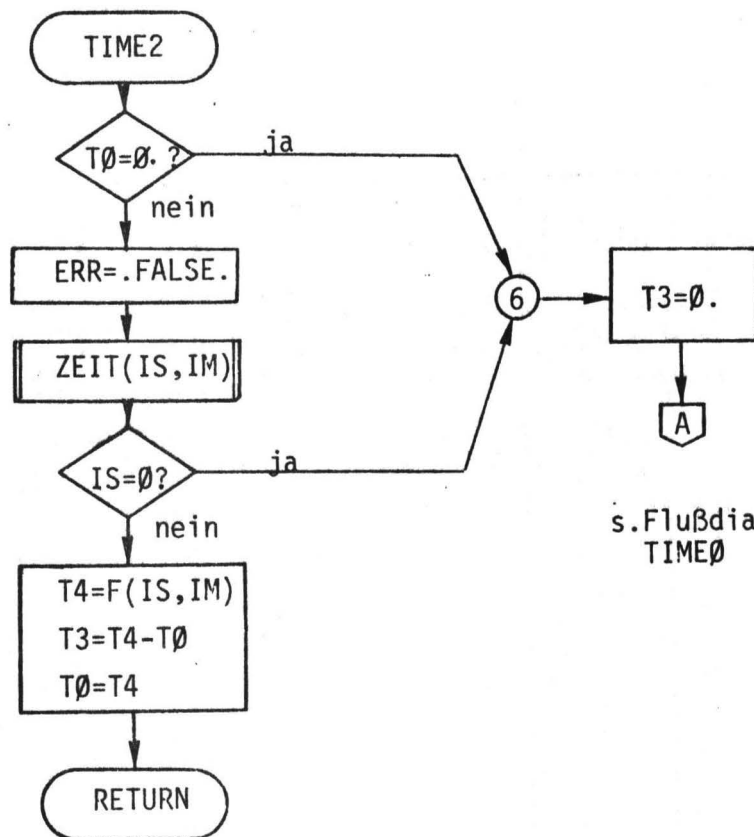 TIME2
TØ=Ø. ?
ja
nein
ERR=.FALSE.
6
T3=Ø.
ZEIT(IS,IM)
A
IS=Ø?
ja
nein
s.Flußdia
TIMEØ
T4=F(IS,IM)
T3=T4-TØ
TØ=T4
RETURN